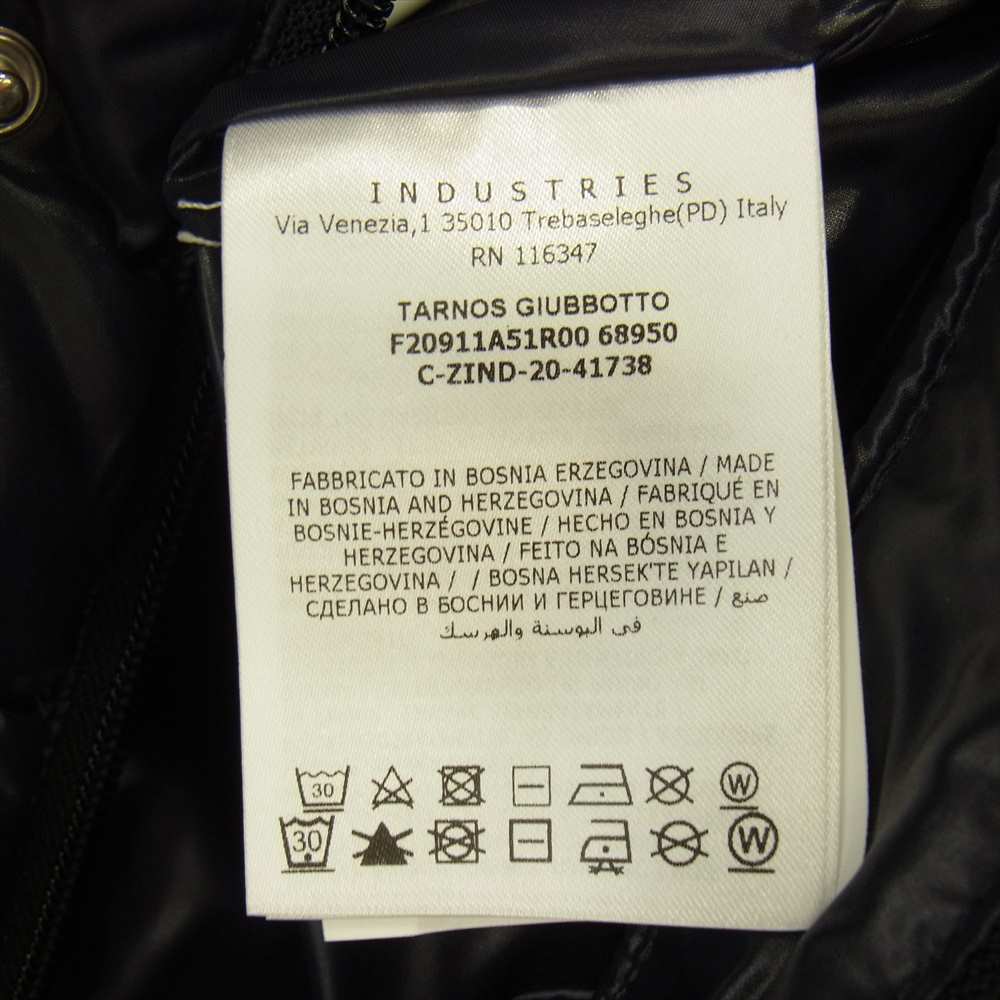 INDUSTRIES
Via Venezia,1 35010 Trebaseleghe(PD) Italy
RN 116347
TARNOS GIUBBOTTO
F20911A51R00 68950
C-ZIND-20-41738
FABBRICATO IN BOSNIA ERZEGOVINA / MADE
IN BOSNIA AND HERZEGOVINA / FABRIQUÉ EN
BOSNIE-HERZÉGOVINE / HECHO EN BOSNIA Y
HERZEGOVINA / FEITO NA BÓSNIA E
HERZEGOVINA / / BOSNA HERSEK'TE YAPILAN /
СДЕЛАНО В БОСНИИ И ГЕРЦЕГОВИНЕ / صنع
في البوسنة والهرسك
30 W
30 W